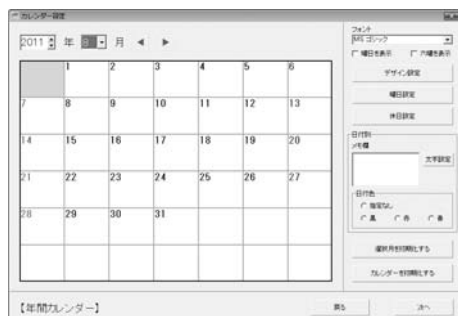 カレンダー設定
2011 年 8 月 ◀ ▶
1 2 3 4 5 6
7 8 9 10 11 12 13
14 15 16 17 18 19 20
21 22 23 24 25 26 27
28 29 30 31
フォント
MS ゴシック
曜日を表示 六曜を表示
デザイン設定
曜日設定
休日設定
日付別
メモ欄
文字設定
日付色
指定なし
黒 赤 青
選択月を初期化する
カレンダーを初期化する
【年間カレンダー】 戻る 次へ